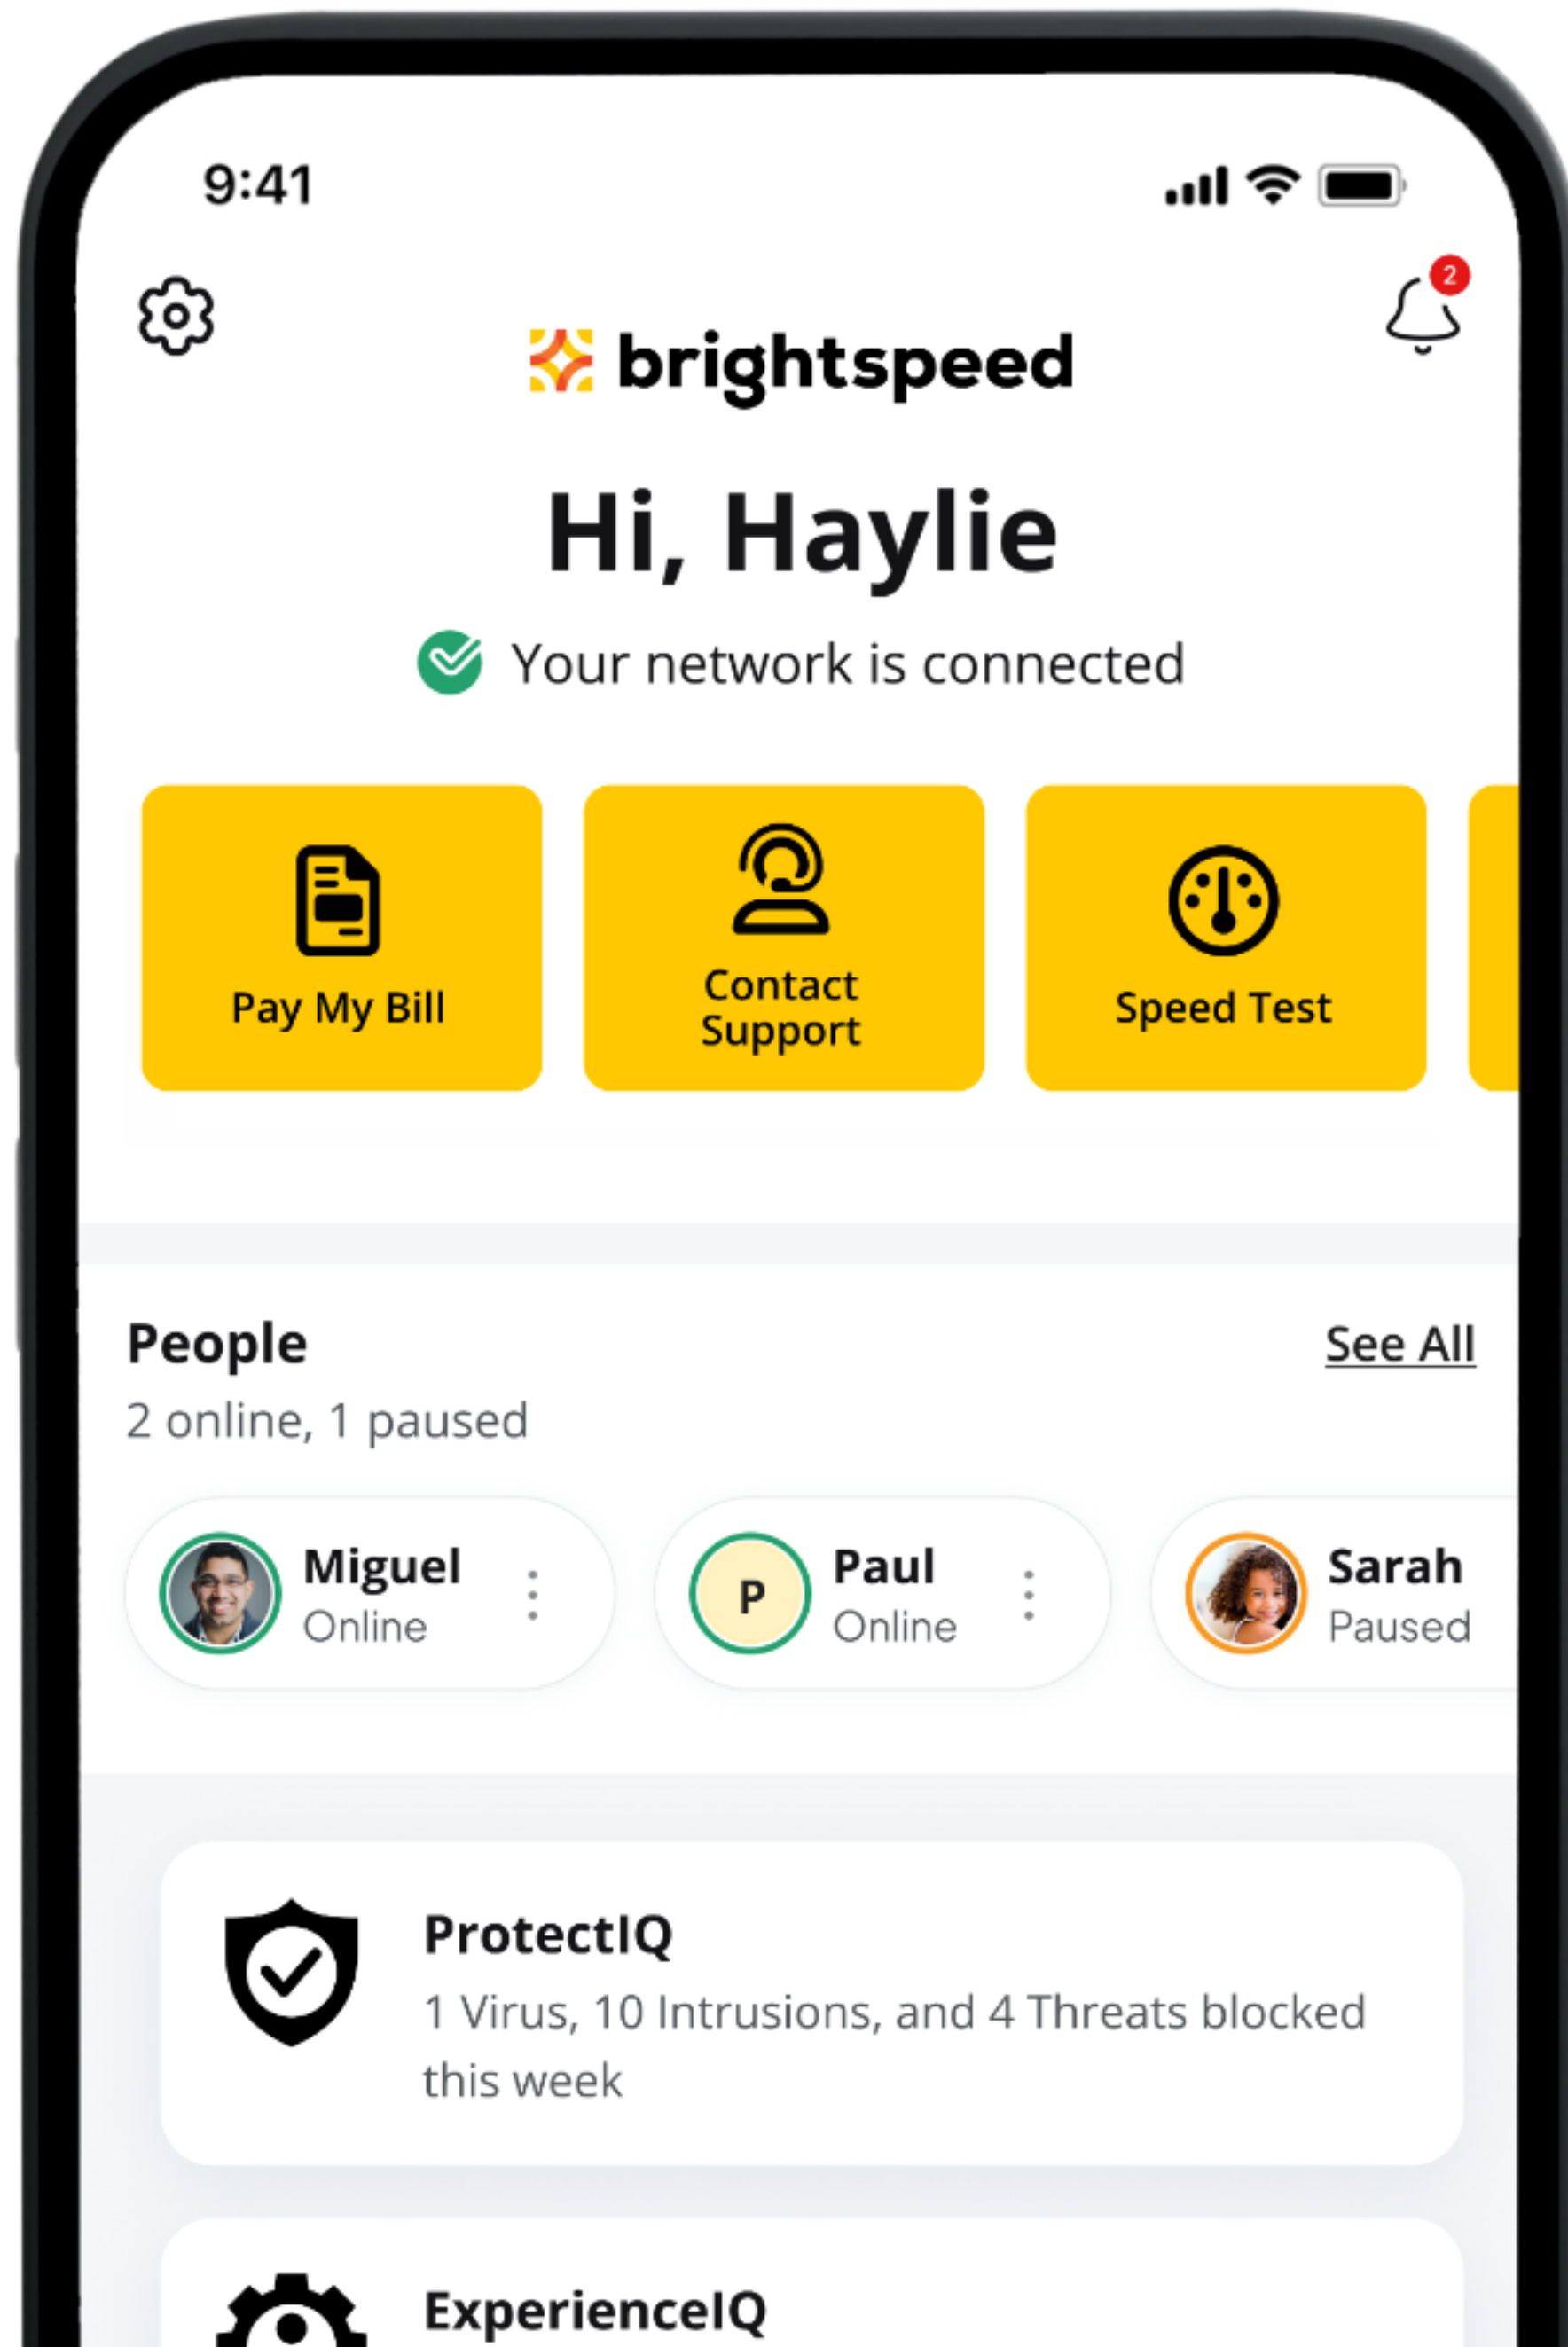 9:41
2
brightspeed
Hi, Haylie
Your network is connected
Pay My Bill
Contact
Support
Speed Test
People
See All
2 online, 1 paused
Miguel
Online
P
Paul
Online
Sarah
Paused
ProtectIQ
1 Virus, 10 Intrusions, and 4 Threats blocked
this week
ExperienceIQ